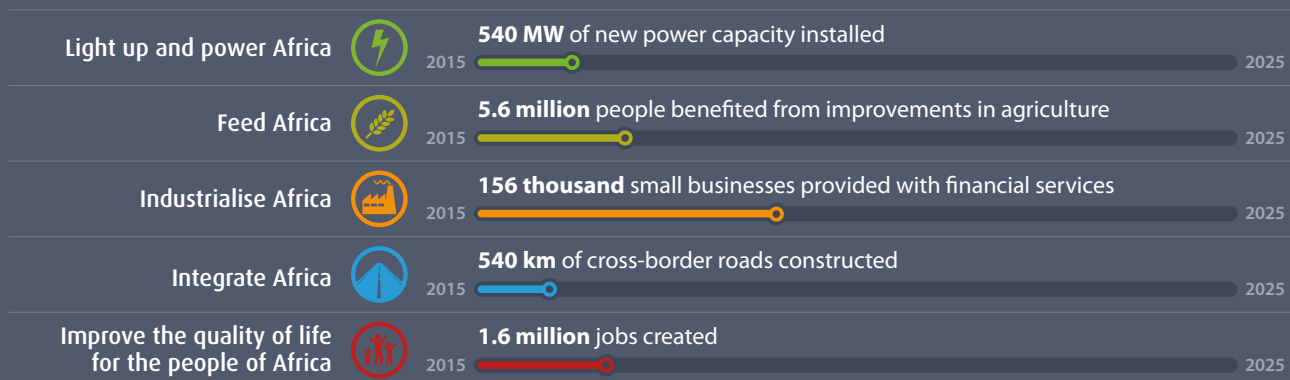 Light up and power Africa
540 MW of new power capacity installed
2015
2025
Feed Africa
5.6 million people benefited from improvements in agriculture
2015
2025
Industrialise Africa
156 thousand small businesses provided with financial services
2015
2025
Integrate Africa
540 km of cross-border roads constructed
2015
2025
Improve the quality of life
for the people of Africa
1.6 million jobs created
2015
2025